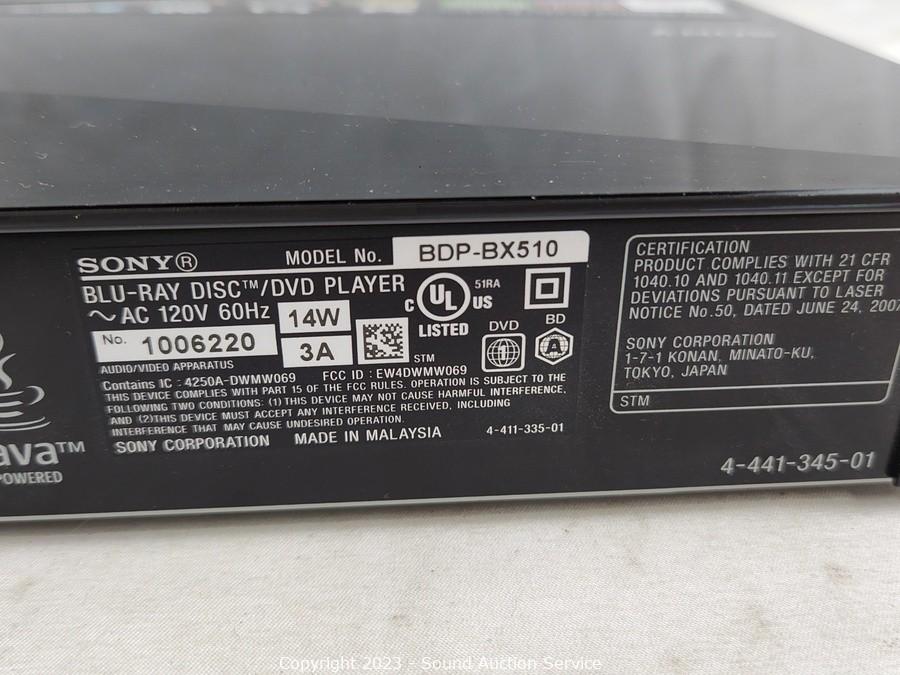 SONY®
MODEL No. BDP-BX510
BLU-RAY DISC™/DVD PLAYER
∼ AC 120V 60Hz 14W
No. 1006220 3A
AUDIO/VIDEO APPARATUS
STM
C UL US
51RA
LISTED
DVD
BD
A
Contains IC : 4250A-DWMW069 FCC ID : EW4DWMW069
THIS DEVICE COMPLIES WITH PART 15 OF THE FCC RULES. OPERATION IS SUBJECT TO THE
FOLLOWING TWO CONDITIONS: (1) THIS DEVICE MAY NOT CAUSE HARMFUL INTERFERENCE,
AND (2)THIS DEVICE MUST ACCEPT ANY INTERFERENCE RECEIVED, INCLUDING
INTERFERENCE THAT MAY CAUSE UNDESIRED OPERATION.
SONY CORPORATION MADE IN MALAYSIA 4-411-335-01
CERTIFICATION
PRODUCT COMPLIES WITH 21 CFR
1040.10 AND 1040.11 EXCEPT FOR
DEVIATIONS PURSUANT TO LASER
NOTICE No.50, DATED JUNE 24, 2007
SONY CORPORATION
1-7-1 KONAN, MINATO-KU,
TOKYO, JAPAN
STM
4-441-345-01
ava™
POWERED
Copyright 2023 - Sound Auction Service